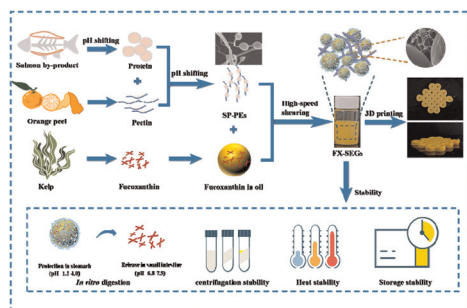 pH shifting
Salmon by-product
Protein
+
pH shifting
Orange peel
Pectin
SP-PEs
+
High-speed
shearing
3D printing
FX-SEGs
Kelp
Fucoxanthin
Fucoxanthin in oil
Stability
Protection in stomach
(pH 1.2-4.0)
Release in small intestine
(pH 6.8-7.5)
In vitro digestion
centrifugation stability
Heat stability
Storage stability